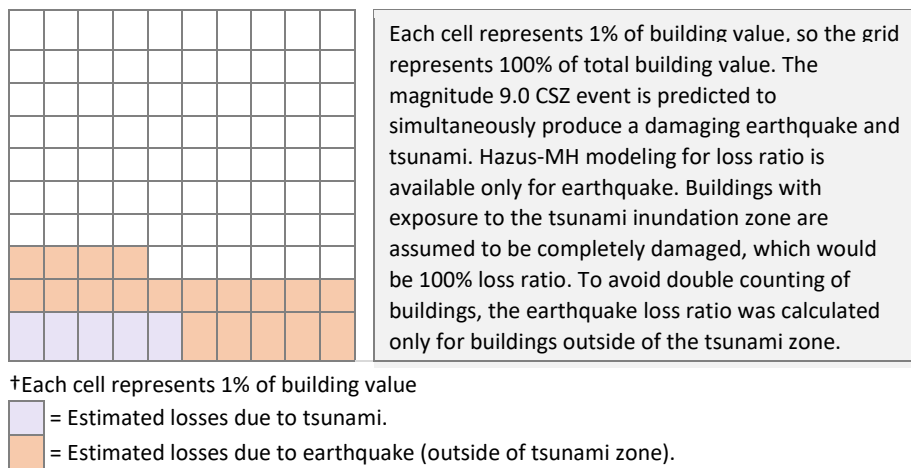 Each cell represents 1% of building value, so the grid
represents 100% of total building value. The
magnitude 9.0 CSZ event is predicted to
simultaneously produce a damaging earthquake and
tsunami. Hazus-MH modeling for loss ratio is
available only for earthquake. Buildings with
exposure to the tsunami inundation zone are
assumed to be completely damaged, which would
be 100% loss ratio. To avoid double counting of
buildings, the earthquake loss ratio was calculated
only for buildings outside of the tsunami zone.
†Each cell represents 1% of building value
= Estimated losses due to tsunami.
= Estimated losses due to earthquake (outside of tsunami zone).